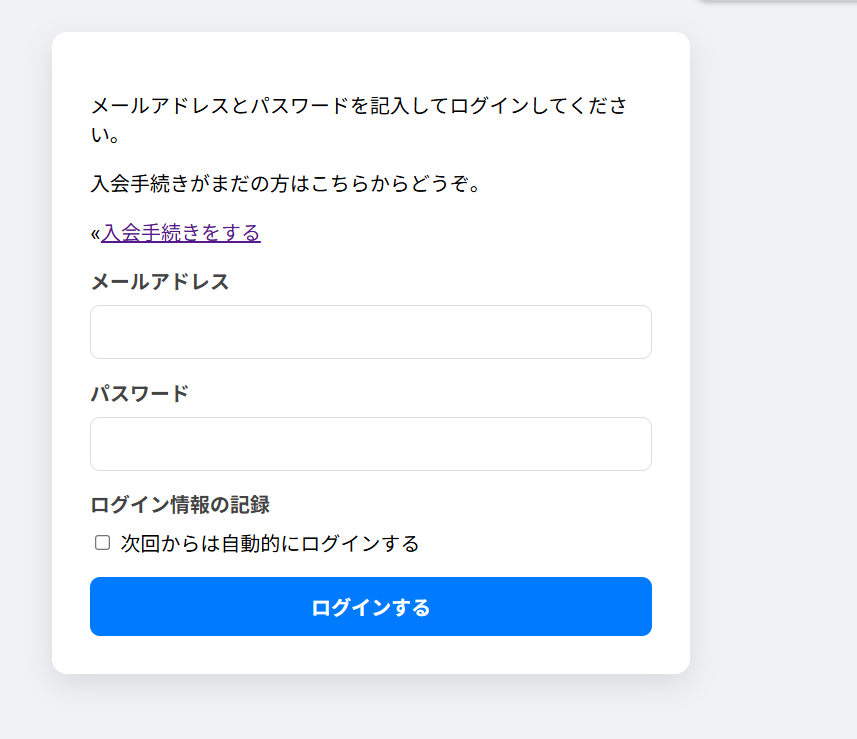 メールアドレスとパスワードを記入してログインしてくださ
い。
入会手続きがまだの方はこちらからどうぞ。
«入会手続きをする
メールアドレス
パスワード
ログイン情報の記録
次回からは自動的にログインする
ログインする